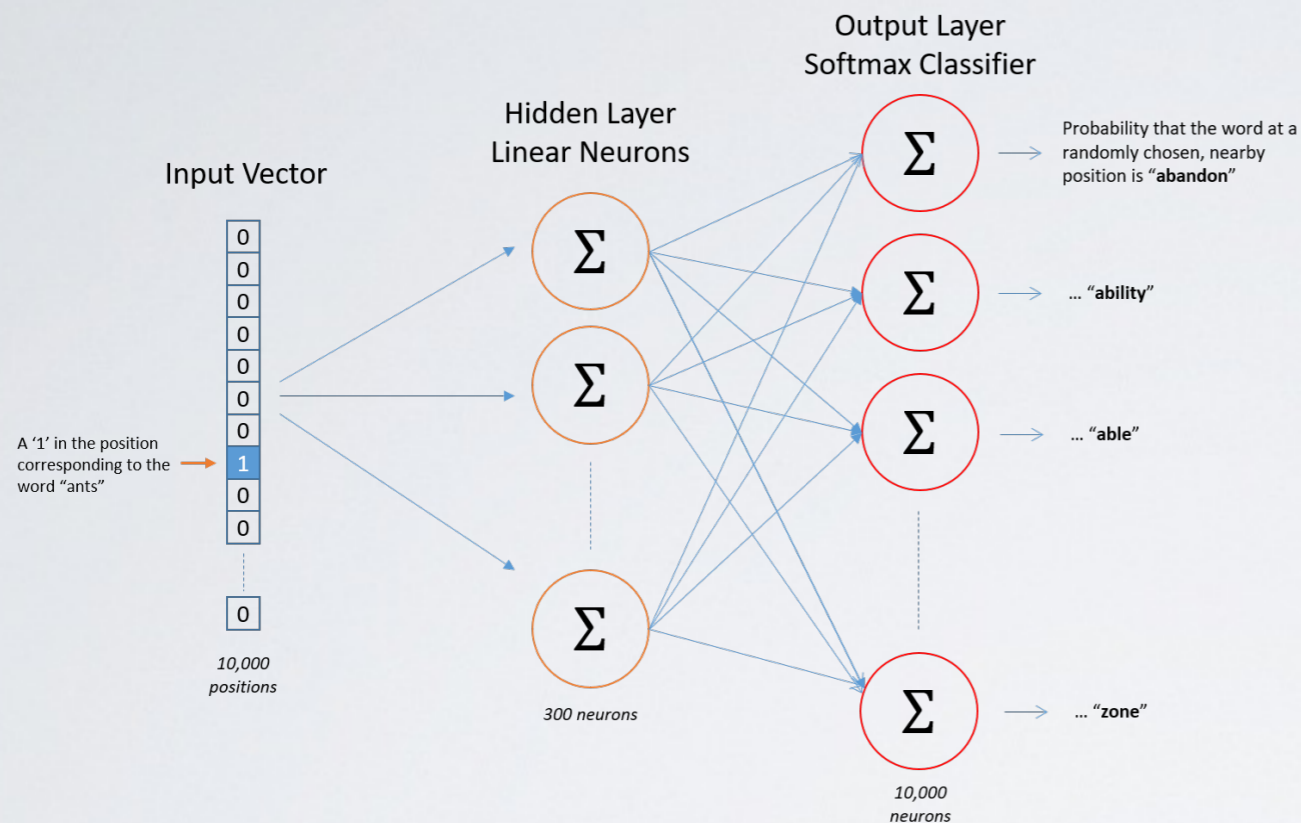 Output Layer
Softmax Classifier
Hidden Layer
Linear Neurons
Input Vector
0
0
0
0
0
0
0
1
0
0
0
10,000
positions
A ‘1’ in the position
corresponding to the
word “ants”
Σ
Σ
Σ
300 neurons
Σ
Σ
Σ
Σ
10,000
neurons
Probability that the word at a
randomly chosen, nearby
position is “abandon”
... “ability”
... “able”
... “zone”